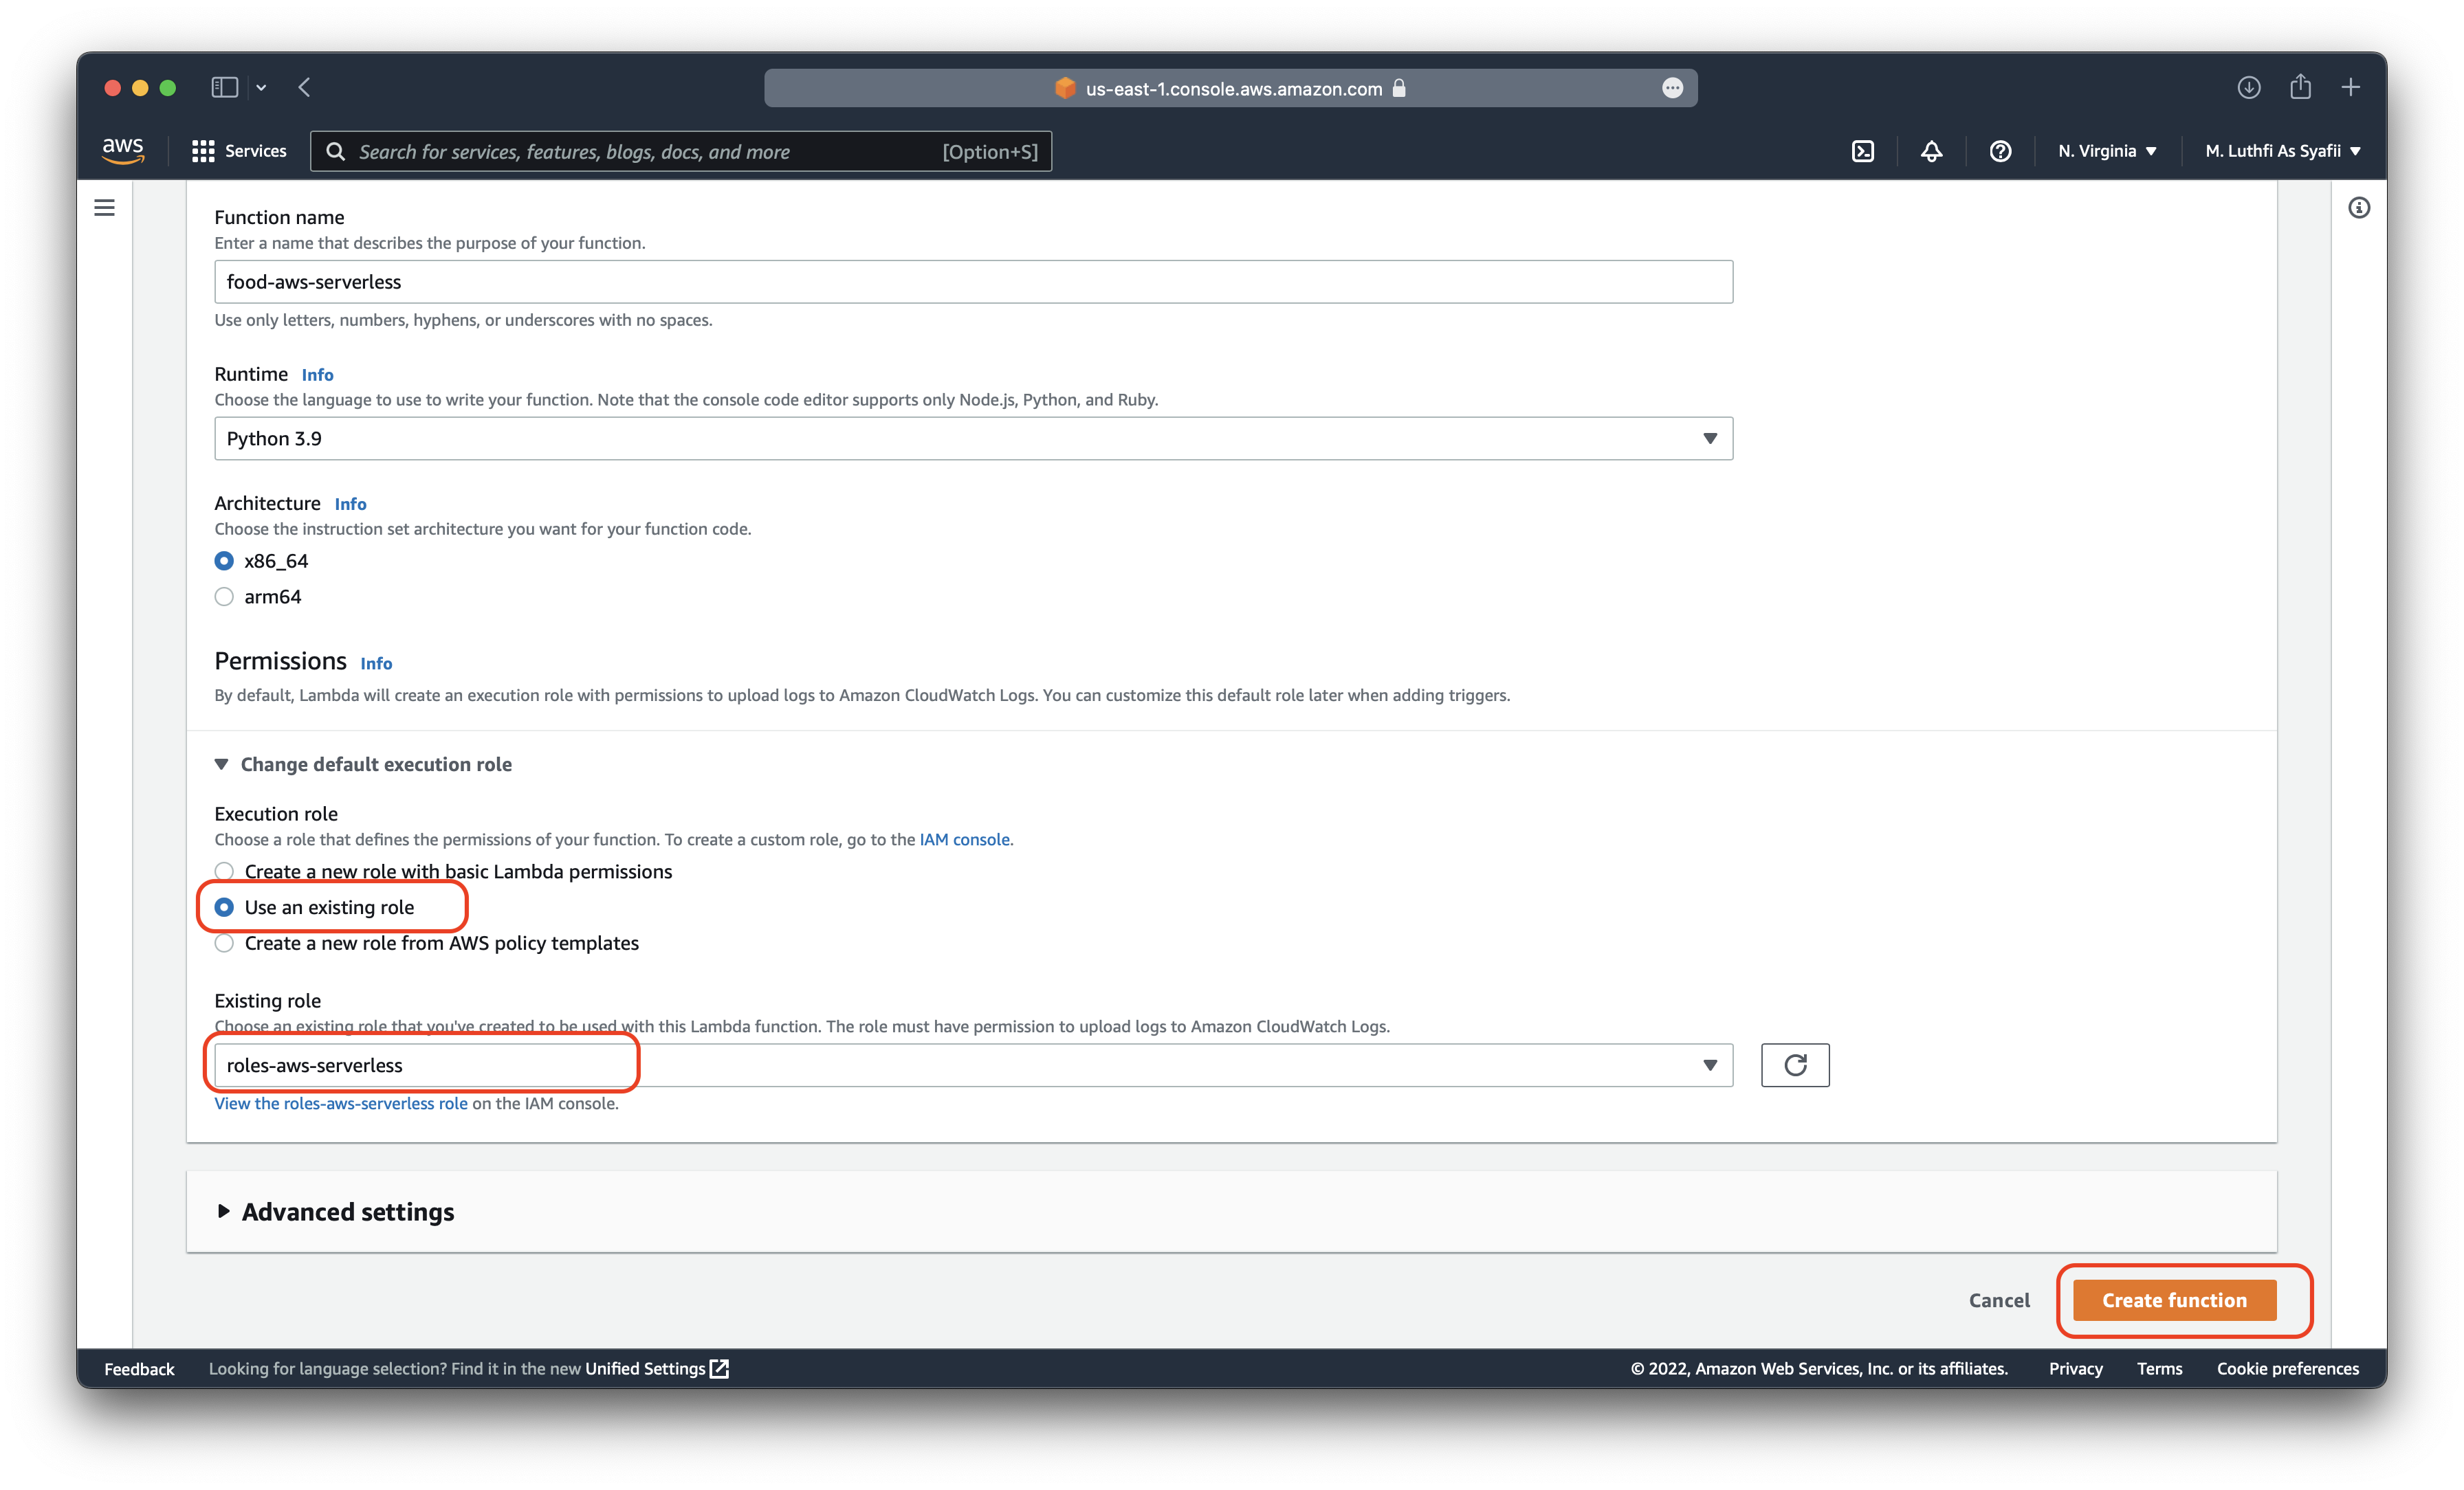 us-east-1.console.aws.amazon.com
aws
Services
Search for services, features, blogs, docs, and more
[Option+S]
N. Virginia
M. Luthfi As Syafii
Function name
Enter a name that describes the purpose of your function.
food-aws-serverless
Use only letters, numbers, hyphens, or underscores with no spaces.
Runtime Info
Choose the language to use to write your function. Note that the console code editor supports only Node.js, Python, and Ruby.
Python 3.9
Architecture Info
Choose the instruction set architecture you want for your function code.
x86_64
arm64
Permissions Info
By default, Lambda will create an execution role with permissions to upload logs to Amazon CloudWatch Logs. You can customize this default role later when adding triggers.
Change default execution role
Execution role
Choose a role that defines the permissions of your function. To create a custom role, go to the IAM console.
Create a new role with basic Lambda permissions
Use an existing role
Create a new role from AWS policy templates
Existing role
Choose an existing role that you've created to be used with this Lambda function. The role must have permission to upload logs to Amazon CloudWatch Logs.
roles-aws-serverless
View the roles-aws-serverless role on the IAM console.
Advanced settings
Cancel
Create function
Feedback
Looking for language selection? Find it in the new Unified Settings
© 2022, Amazon Web Services, Inc. or its affiliates.
Privacy
Terms
Cookie preferences